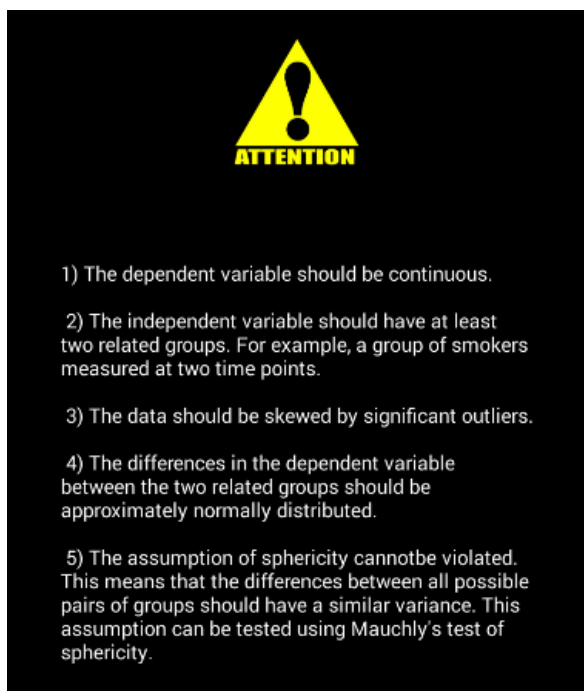 ATTENTION
1) The dependent variable should be continuous.
2) The independent variable should have at least
two related groups. For example, a group of smokers
measured at two time points.
3) The data should be skewed by significant outliers.
4) The differences in the dependent variable
between the two related groups should be
approximately normally distributed.
5) The assumption of sphericity cannotbe violated.
This means that the differences between all possible
pairs of groups should have a similar variance. This
assumption can be tested using Mauchly's test of
sphericity.